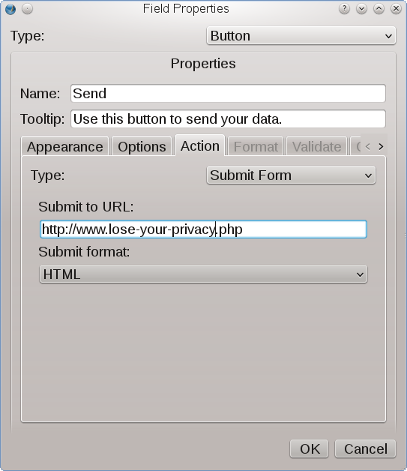 Field Properties
Type: Button
Properties
Name: Send
Tooltip: Use this button to send your data.
Appearance Options Action Format Validate
Type: Submit Form
Submit to URL:
http://www.lose-your-privacy.php
Submit format:
HTML
OK Cancel